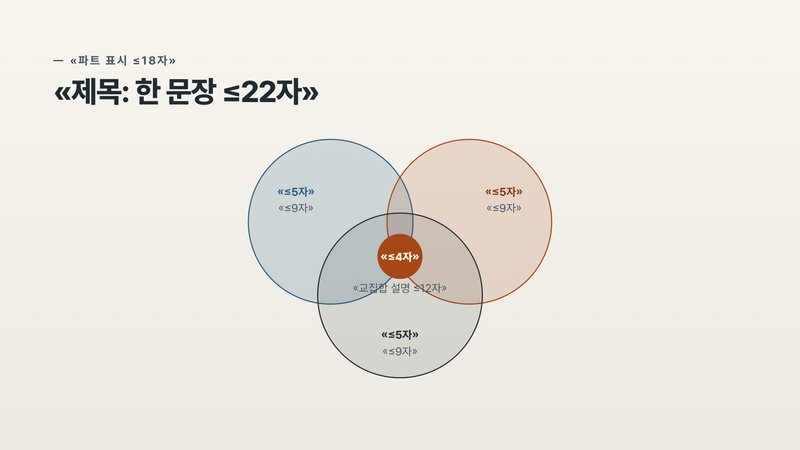 — «파트 표시 ≤18자»
«제목: 한 문장 ≤22자»
«≤5자»
«≤9자»
«≤5자»
«≤9자»
«≤4자»
«교집합 설명 ≤12자»
«≤5자»
«≤9자»